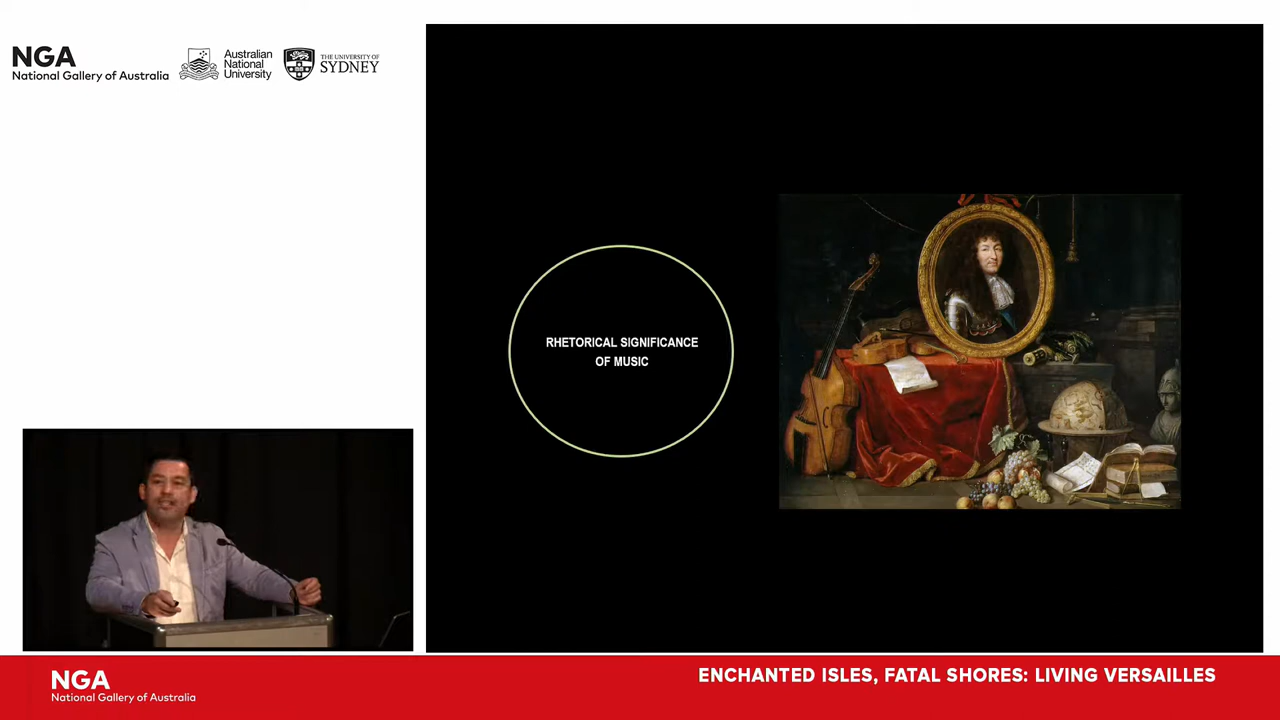 NGA
National Gallery of Australia
Australian
National
University
THE UNIVERSITY OF
SYDNEY
RHETORICAL SIGNIFICANCE
OF MUSIC
NGA
National Gallery of Australia
ENCHANTED ISLES, FATAL SHORES: LIVING VERSAILLES